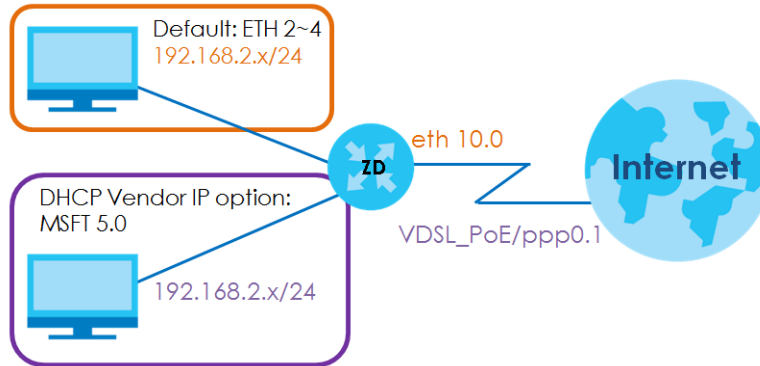 Default: ETH 2~4
192.168.2.x/24
eth 10.0
ZD
Internet
DHCP Vendor IP option:
MSFT 5.0
VDSL_PoE/ppp0.1
192.168.2.x/24